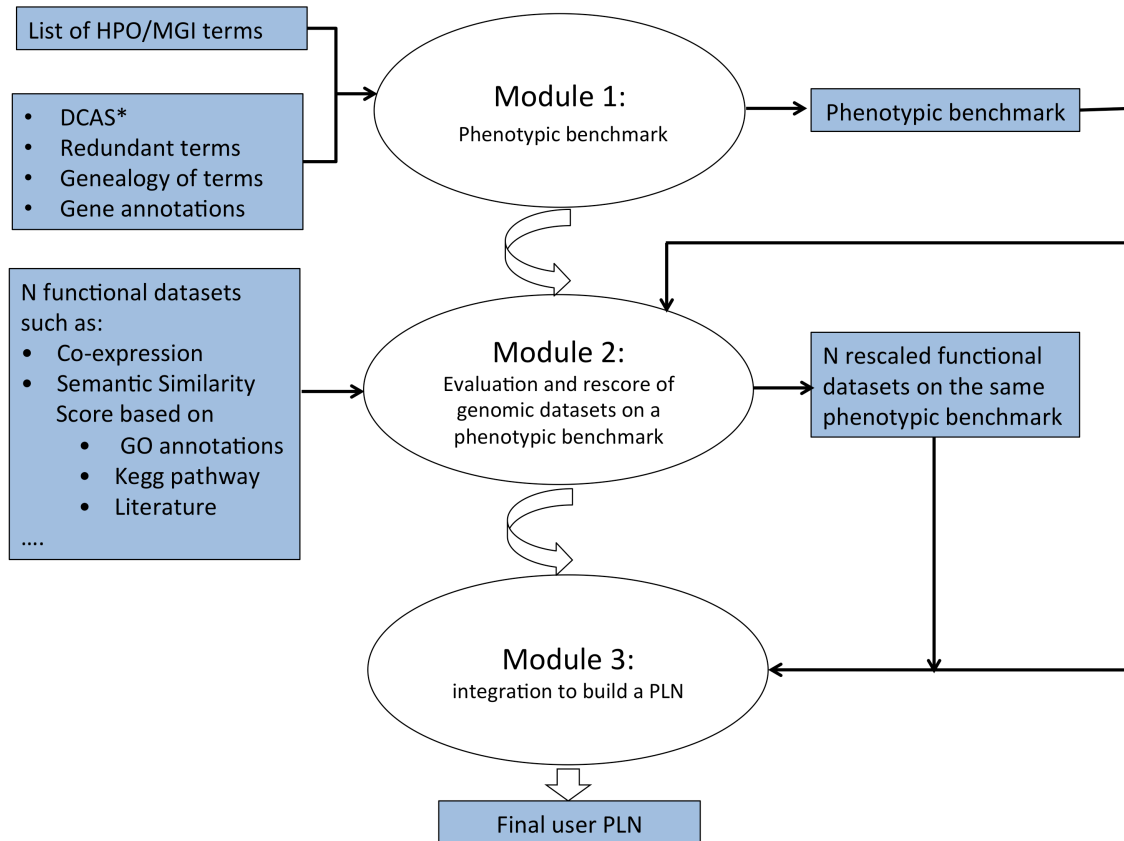 List of HPO/MGI terms
• DCAS*
• Redundant terms
• Genealogy of terms
• Gene annotations
Module 1:
Phenotypic benchmark
Phenotypic benchmark
N functional datasets
such as:
• Co-expression
• Semantic Similarity
Score based on
• GO annotations
• Kegg pathway
• Literature
....
Module 2:
Evaluation and rescore of
genomic datasets on a
phenotypic benchmark
N rescaled functional
datasets on the same
phenotypic benchmark
Module 3:
integration to build a PLN
Final user PLN